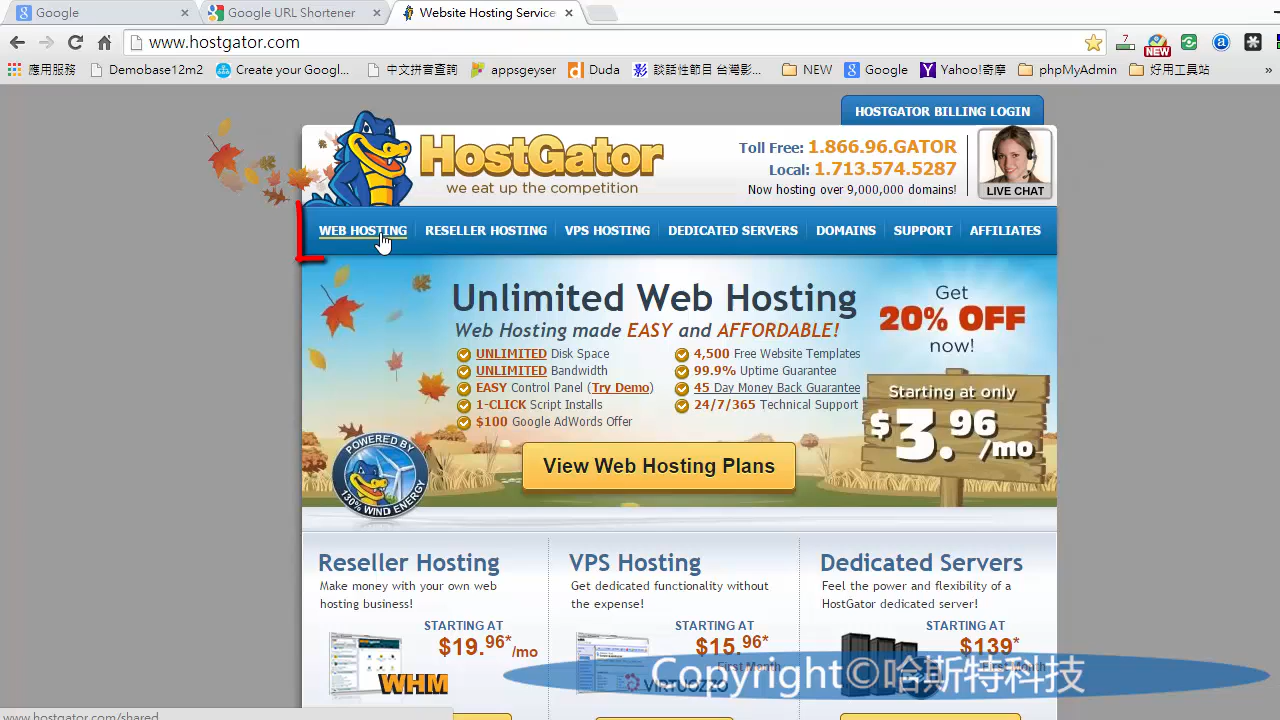 Google
Google URL Shortener
Website Hosting Service
www.hostgator.com
7
NEW
應用服務
Demobase12m2
Create your Googl...
中文拼音查詢
appsgeyser
Duda
談話性節目 台灣影...
NEW
Google
Yahoo!奇摩
phpMyAdmin
好用工具站
»
HOSTGATOR BILLING LOGIN
HostGator
we eat up the competition
Toll Free: 1.866.96.GATOR
Local: 1.713.574.5287
Now hosting over 9,000,000 domains!
LIVE CHAT
WEB HOSTING
RESELLER HOSTING
VPS HOSTING
DEDICATED SERVERS
DOMAINS
SUPPORT
AFFILIATES
Unlimited Web Hosting
Web Hosting made EASY and AFFORDABLE!
UNLIMITED Disk Space
UNLIMITED Bandwidth
EASY Control Panel (Try Demo)
1-CLICK Script Installs
$100 Google AdWords Offer
4,500 Free Website Templates
99.9% Uptime Guarantee
45 Day Money Back Guarantee
24/7/365 Technical Support
Get
20% OFF
now!
Starting at only
$3.96
/mo
View Web Hosting Plans
POWERED BY
130% WIND ENERGY
Reseller Hosting
Make money with your own web
hosting business!
STARTING AT
$19.96*
/mo
WHM
VPS Hosting
Get dedicated functionality without
the expense!
STARTING AT
$15.96*
First Month
VIRTUOZZO
Dedicated Servers
Feel the power and flexibility of a
HostGator dedicated server!
STARTING AT
$139*
First Month
Copyright©哈斯特科技
www.hostgator.com/shared